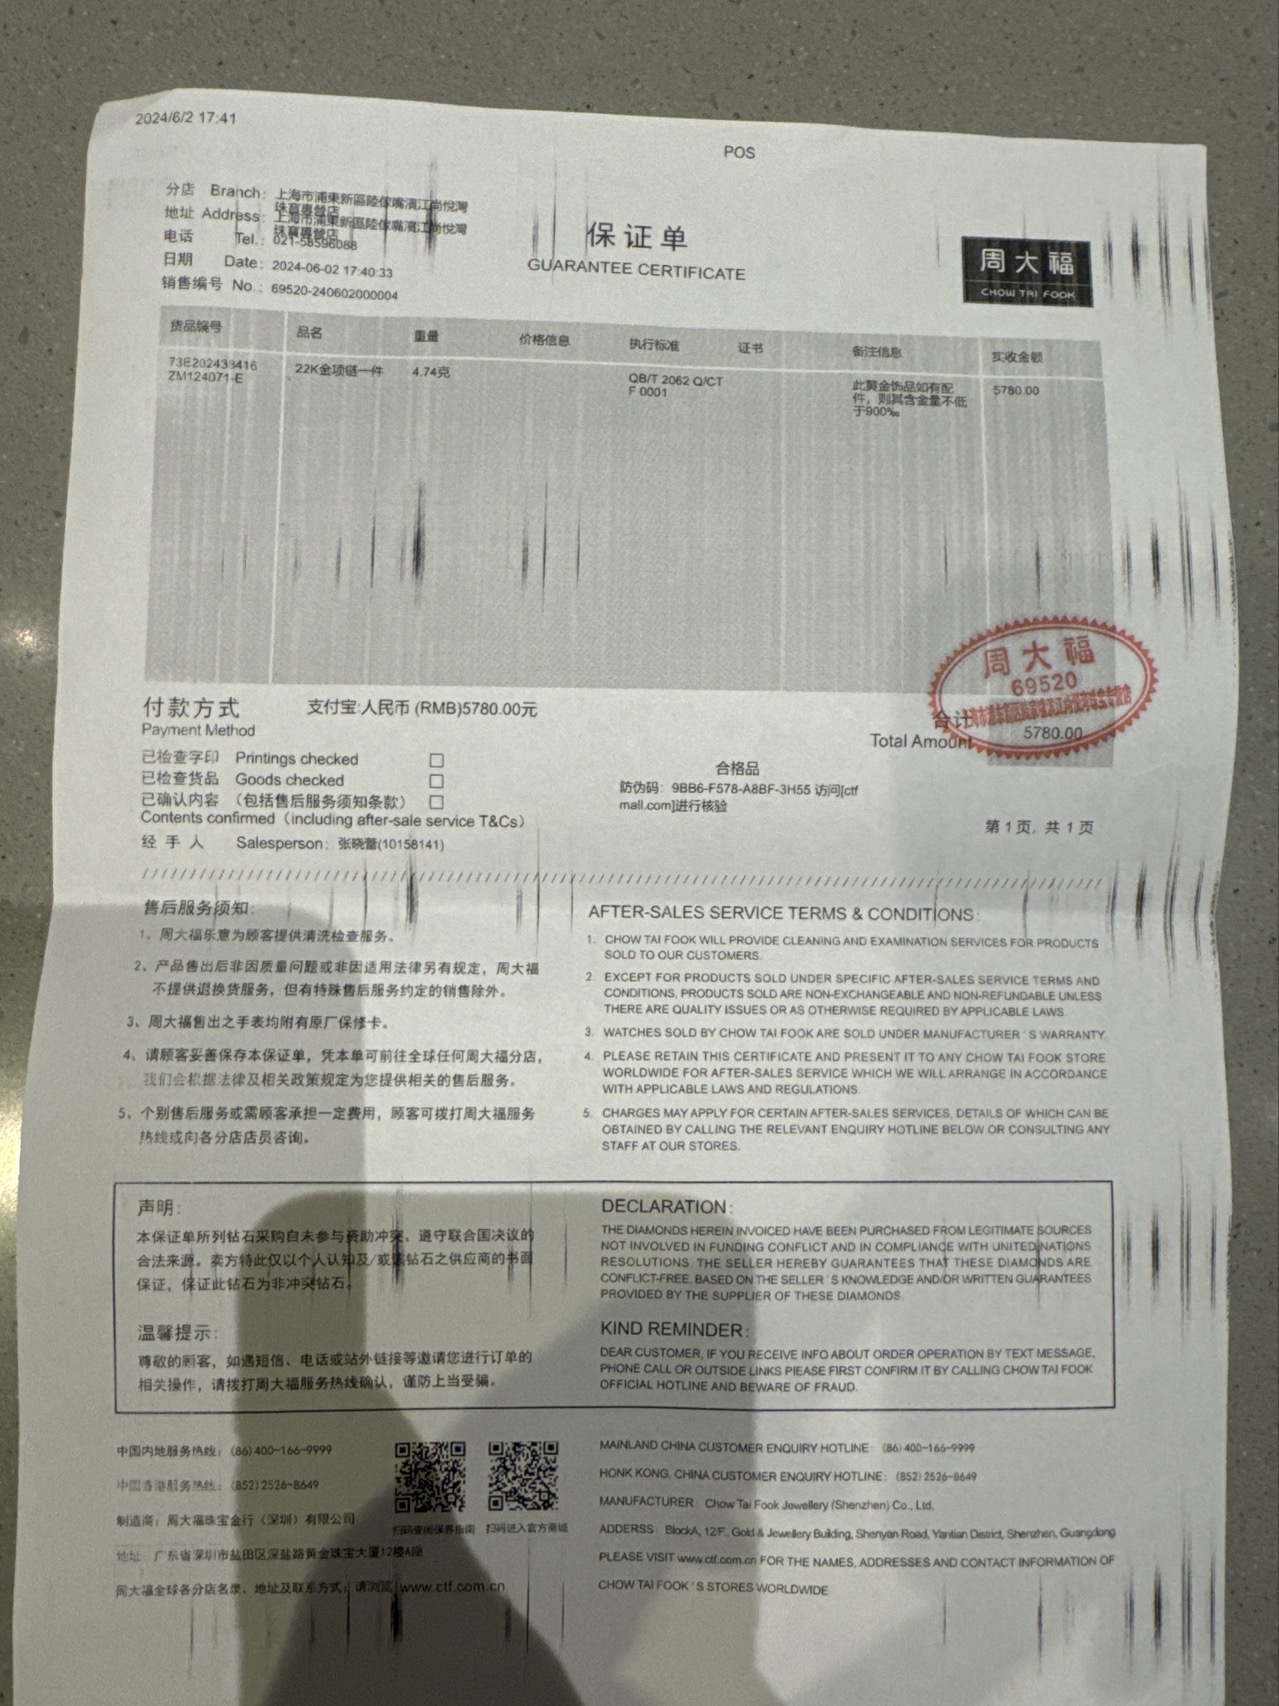 2024/6/2 17:41
POS
分店 Branch: 上海市浦東新區陸傢嘴濱江尚悅灣
珠寶專營店
地址 Address: 上海市浦東新區陸傢嘴濱江尚悅灣
珠寶專營店
电话 Tel.: 021-58596088
日期 Date: 2024-06-02 17:40:33
销售编号 No.: 69520-240602000004
保证单
GUARANTEE CERTIFICATE
周大福
CHOW TAI FOOK
货品编号 品名 重量 价格信息 执行标准 证书 备注信息 实收金额
73E202433416 22K金项链一件 4.74克 QB/T 2062 Q/CT 此黄金饰品如有配 5780.00
ZM124071-E F 0001 件，则其含金量不低
于900‰
周大福
69520
付款方式 支付宝:人民币 (RMB)5780.00元
Payment Method
合计
Total Amount 5780.00
已检查字印 Printings checked □
已检查货品 Goods checked □
已确认内容 （包括售后服务须知条款） □
Contents confirmed（including after-sale service T&Cs）
经 手 人 Salesperson: 张晓蕾(10158141)
合格品
防伪码：9BB6-F578-A8BF-3H55 访问[ctf
mall.com]进行核验
第 1 页, 共 1 页
售后服务须知:
1、周大福乐意为顾客提供清洗检查服务。
2、产品售出后非因质量问题或非因适用法律另有规定，周大福
不提供退换货服务，但有特殊售后服务约定的销售除外。
3、周大福售出之手表均附有原厂保修卡。
4、请顾客妥善保存本保证单，凭本单可前往全球任何周大福分店，
我们会根据法律及相关政策规定为您提供相关的售后服务。
5、个别售后服务或需顾客承担一定费用，顾客可拨打周大福服务
热线或向各分店店员咨询。
AFTER-SALES SERVICE TERMS & CONDITIONS:
1. CHOW TAI FOOK WILL PROVIDE CLEANING AND EXAMINATION SERVICES FOR PRODUCTS
SOLD TO OUR CUSTOMERS.
2. EXCEPT FOR PRODUCTS SOLD UNDER SPECIFIC AFTER-SALES SERVICE TERMS AND
CONDITIONS, PRODUCTS SOLD ARE NON-EXCHANGEABLE AND NON-REFUNDABLE UNLESS
THERE ARE QUALITY ISSUES OR AS OTHERWISE REQUIRED BY APPLICABLE LAWS.
3. WATCHES SOLD BY CHOW TAI FOOK ARE SOLD UNDER MANUFACTURER'S WARRANTY.
4. PLEASE RETAIN THIS CERTIFICATE AND PRESENT IT TO ANY CHOW TAI FOOK STORE
WORLDWIDE FOR AFTER-SALES SERVICE WHICH WE WILL ARRANGE IN ACCORDANCE
WITH APPLICABLE LAWS AND REGULATIONS.
5. CHARGES MAY APPLY FOR CERTAIN AFTER-SALES SERVICES, DETAILS OF WHICH CAN BE
OBTAINED BY CALLING THE RELEVANT ENQUIRY HOTLINE BELOW OR CONSULTING ANY
STAFF AT OUR STORES.
声明:
本保证单所列钻石采购自未参与资助冲突、遵守联合国决议的
合法来源。卖方特此仅以个人认知及/或该钻石之供应商的书面
保证，保证此钻石为非冲突钻石。
温馨提示:
尊敬的顾客，如遇短信、电话或站外链接等邀请您进行订单的
相关操作，请拨打周大福服务热线确认，谨防上当受骗。
DECLARATION:
THE DIAMONDS HEREIN INVOICED HAVE BEEN PURCHASED FROM LEGITIMATE SOURCES
NOT INVOLVED IN FUNDING CONFLICT AND IN COMPLIANCE WITH UNITED NATIONS
RESOLUTIONS. THE SELLER HEREBY GUARANTEES THAT THESE DIAMONDS ARE
CONFLICT-FREE, BASED ON THE SELLER'S KNOWLEDGE AND/OR WRITTEN GUARANTEES
PROVIDED BY THE SUPPLIER OF THESE DIAMONDS.
KIND REMINDER:
DEAR CUSTOMER, IF YOU RECEIVE INFO ABOUT ORDER OPERATION BY TEXT MESSAGE,
PHONE CALL OR OUTSIDE LINKS PLEASE FIRST CONFIRM IT BY CALLING CHOW TAI FOOK
OFFICIAL HOTLINE AND BEWARE OF FRAUD.
中国内地服务热线: (86)400-166-9999
中国香港服务热线: (852)2526-8649
制造商: 周大福珠宝金行（深圳）有限公司
地址 广东省深圳市盐田区深盐路黄金珠宝大厦12楼A座
周大福全球各分店名录、地址及联系方式: 请浏览 www.ctf.com.cn
扫码查阅保养指南 扫码进入官方商城
MAINLAND CHINA CUSTOMER ENQUIRY HOTLINE: (86)400-166-9999
HONK KONG, CHINA CUSTOMER ENQUIRY HOTLINE: (852)2526-8649
MANUFACTURER: Chow Tai Fook Jewellery (Shenzhen) Co., Ltd.
ADDERSS: BlockA, 12/F., Gold & Jewellery Building, Shenyan Road, Yantian District, Shenzhen, Guangdong
PLEASE VISIT www.ctf.com.cn FOR THE NAMES, ADDRESSES AND CONTACT INFORMATION OF
CHOW TAI FOOK'S STORES WORLDWIDE